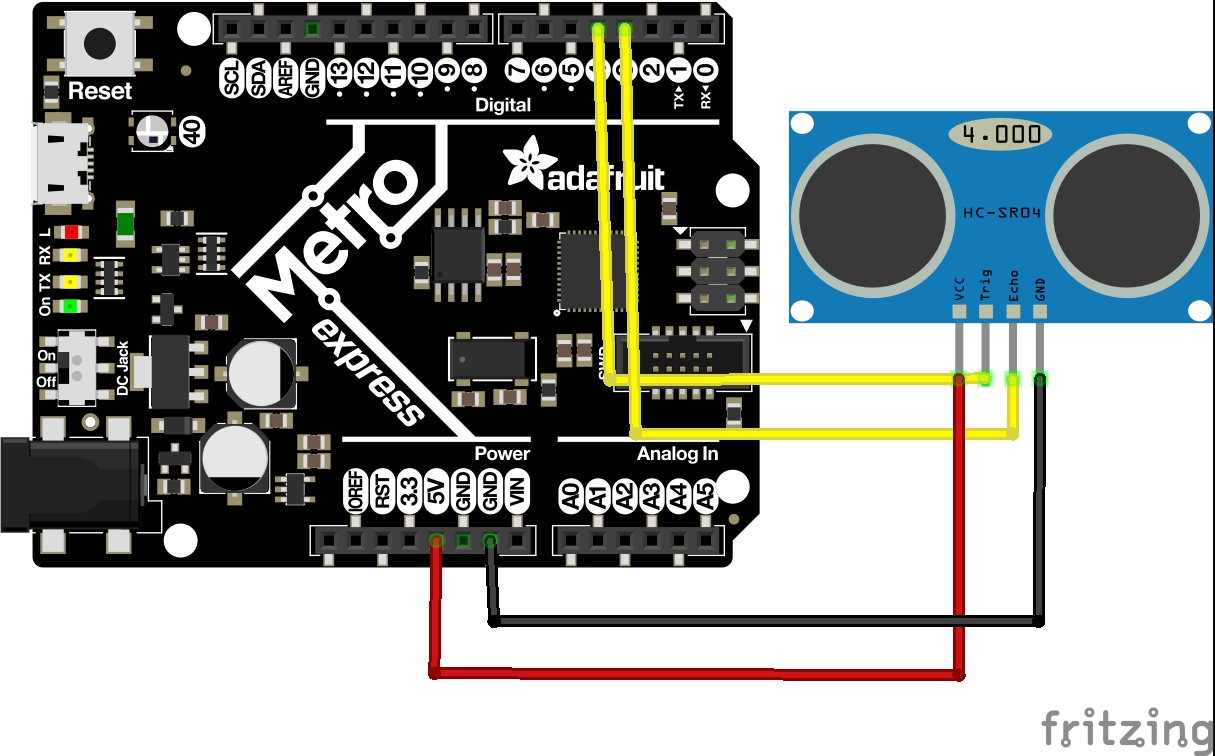 Reset
SCL SDA AREF GND 13 12 11 10 9 8 7 6 5 2 1 0
TX▸ RX◂
Digital
40
4.000
HC-SR04
VCC Trig Echo GND
Metro
express
adafruit
L
RX
TX
On
On
Off
DC Jack
Power
Analog In
IOREF RST 3.3 5V GND GND VIN A0 A1 A2 A3 A4 A5
fritzing